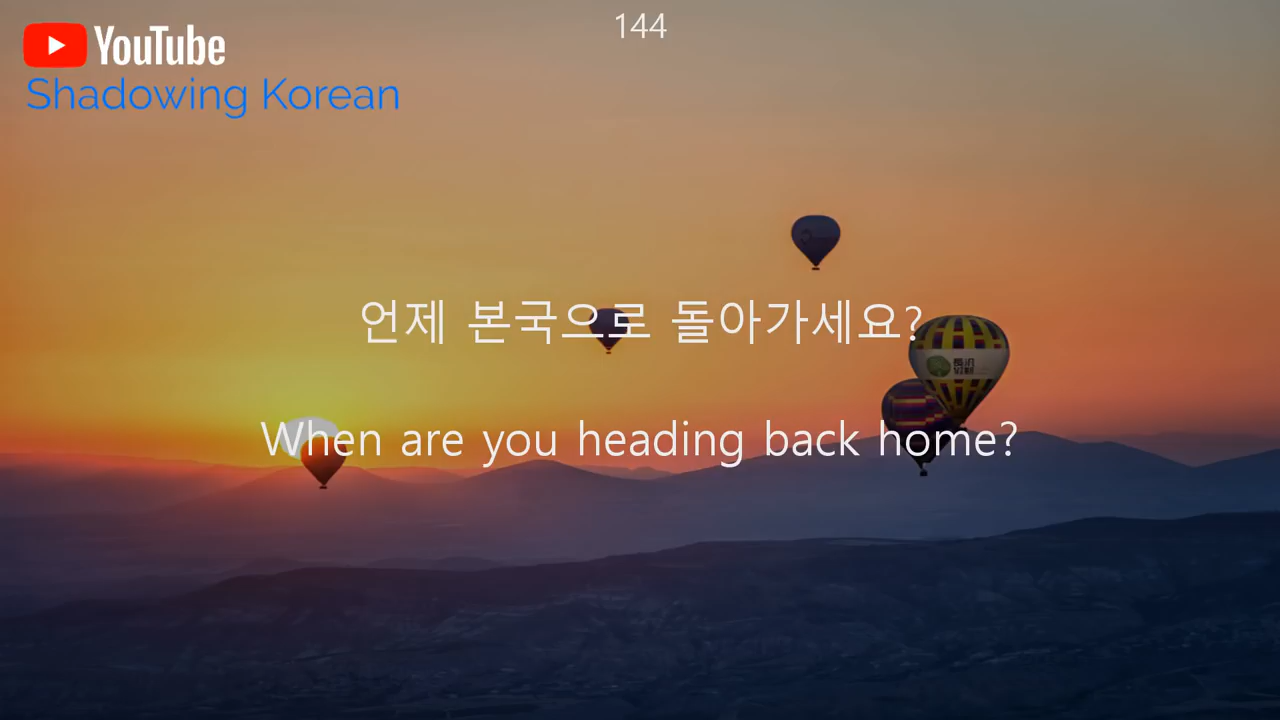 144
YouTube
Shadowing Korean
언제 본국으로 돌아가세요?
When are you heading back home?